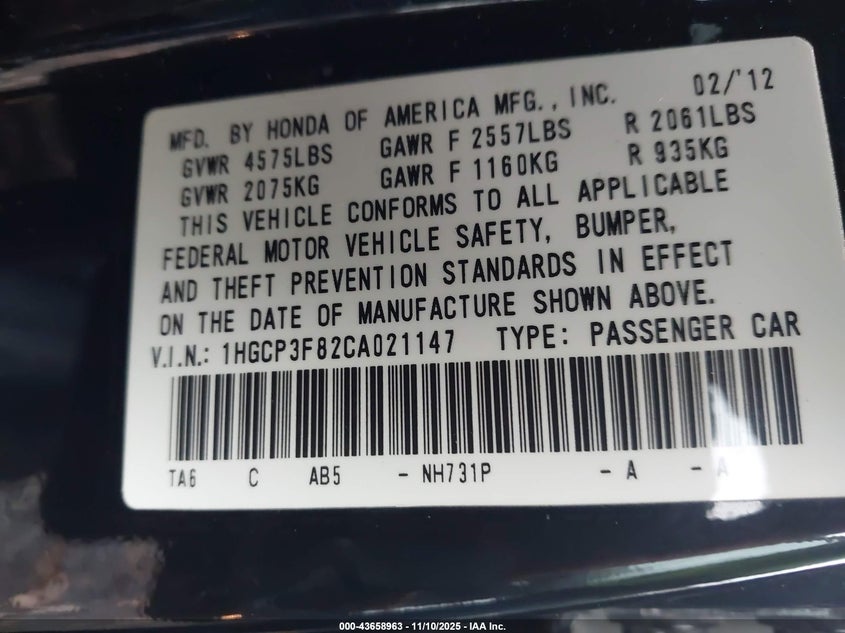 MFD. BY HONDA OF AMERICA MFG., INC. 02/'12
GVWR 4575LBS GAWR F 2557LBS R 2061LBS
GVWR 2075KG GAWR F 1160KG R 935KG
THIS VEHICLE CONFORMS TO ALL APPLICABLE
FEDERAL MOTOR VEHICLE SAFETY, BUMPER,
AND THEFT PREVENTION STANDARDS IN EFFECT
ON THE DATE OF MANUFACTURE SHOWN ABOVE.
V.I.N.: 1HGCP3F82CA021147 TYPE: PASSENGER CAR
TA6 C AB5 - NH731P - A - A
000-43658963 - 11/10/2025 - IAA Inc.